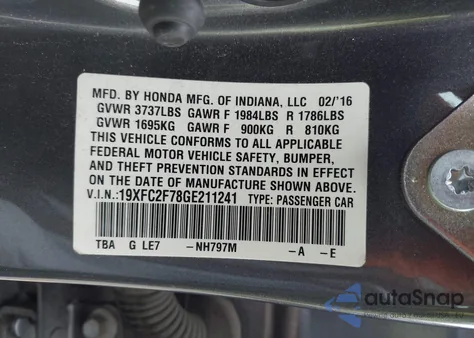 MFD. BY HONDA MFG. OF INDIANA, LLC 02/'16
GVWR 3737LBS GAWR F 1984LBS R 1786LBS
GVWR 1695KG GAWR F 900KG R 810KG
THIS VEHICLE CONFORMS TO ALL APPLICABLE
FEDERAL MOTOR VEHICLE SAFETY, BUMPER,
AND THEFT PREVENTION STANDARDS IN EFFECT
ON THE DATE OF MANUFACTURE SHOWN ABOVE.
V.I.N.:19XFC2F78GE211241 TYPE: PASSENGER CAR
TBA G LE7 –NH797M –A –E
autoSnap